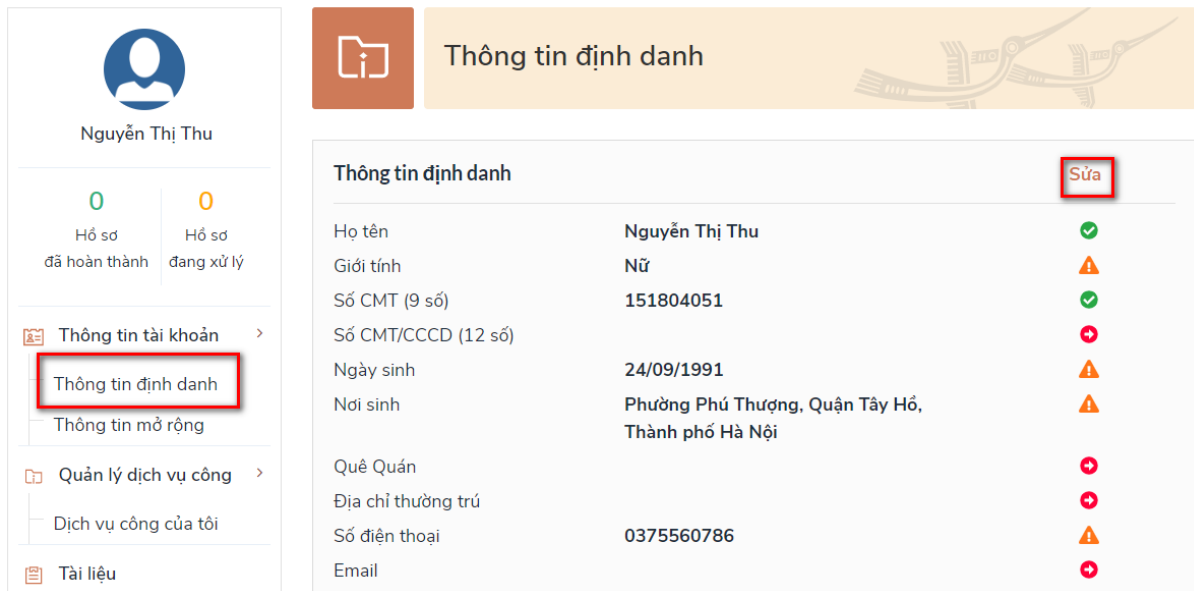 Nguyễn Thị Thu
0 0
Hồ sơ Hồ sơ
đã hoàn thành đang xử lý
Thông tin tài khoản
Thông tin định danh
Thông tin mở rộng
Quản lý dịch vụ công
Dịch vụ công của tôi
Tài liệu
Thông tin định danh
Thông tin định danh Sửa
Họ tên Nguyễn Thị Thu
Giới tính Nữ
Số CMT (9 số) 151804051
Số CMT/CCCD (12 số)
Ngày sinh 24/09/1991
Nơi sinh Phường Phú Thượng, Quận Tây Hồ,
Thành phố Hà Nội
Quê Quán
Địa chỉ thường trú
Số điện thoại 0375560786
Email